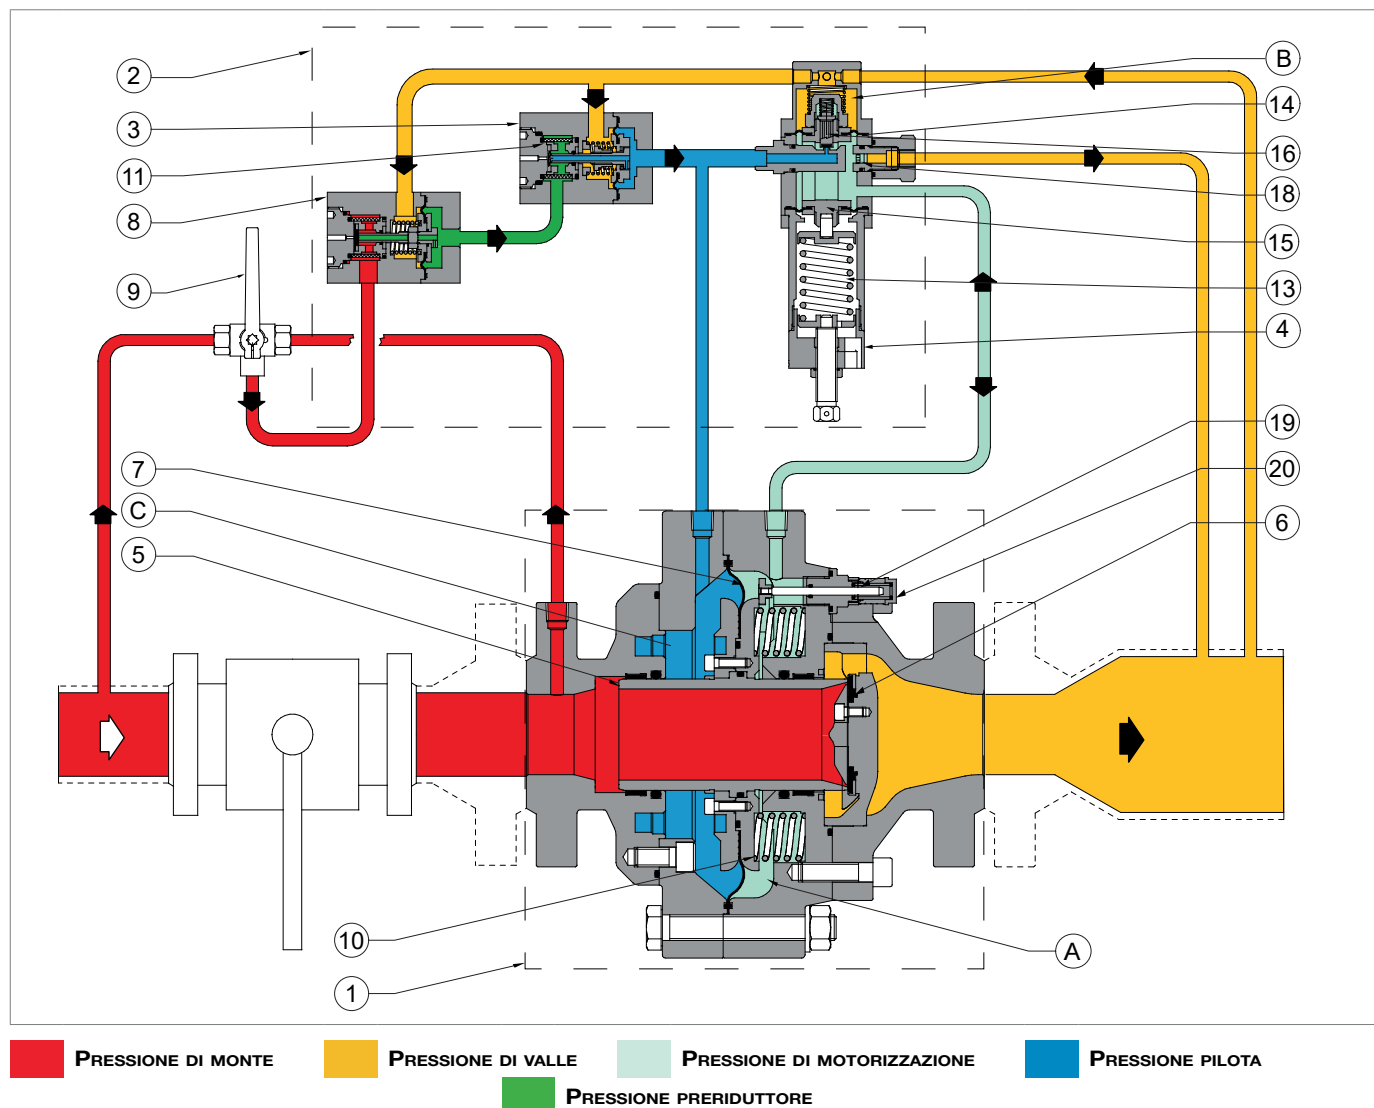 2
3
11
8
9
7
C
5
10
1
B
14
16
18
15
13
4
19
20
6
A
PRESSIONE DI MONTE
PRESSIONE DI VALLE
PRESSIONE DI MOTORIZZAZIONE
PRESSIONE PILOTA
PRESSIONE PRERIDUTTORE